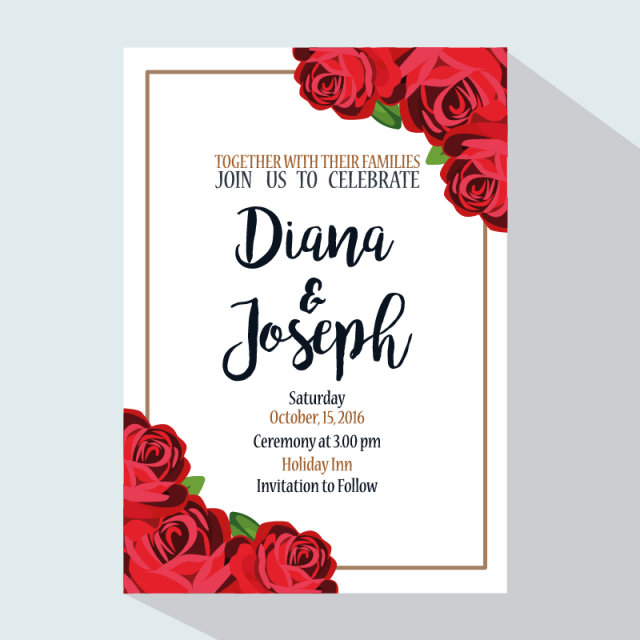 TOGETHER WITH THEIR FAMILIES
JOIN US TO CELEBRATE
Diana
&
Joseph
Saturday
October, 15, 2016
Ceremony at 3.00 pm
Holiday Inn
Invitation to Follow